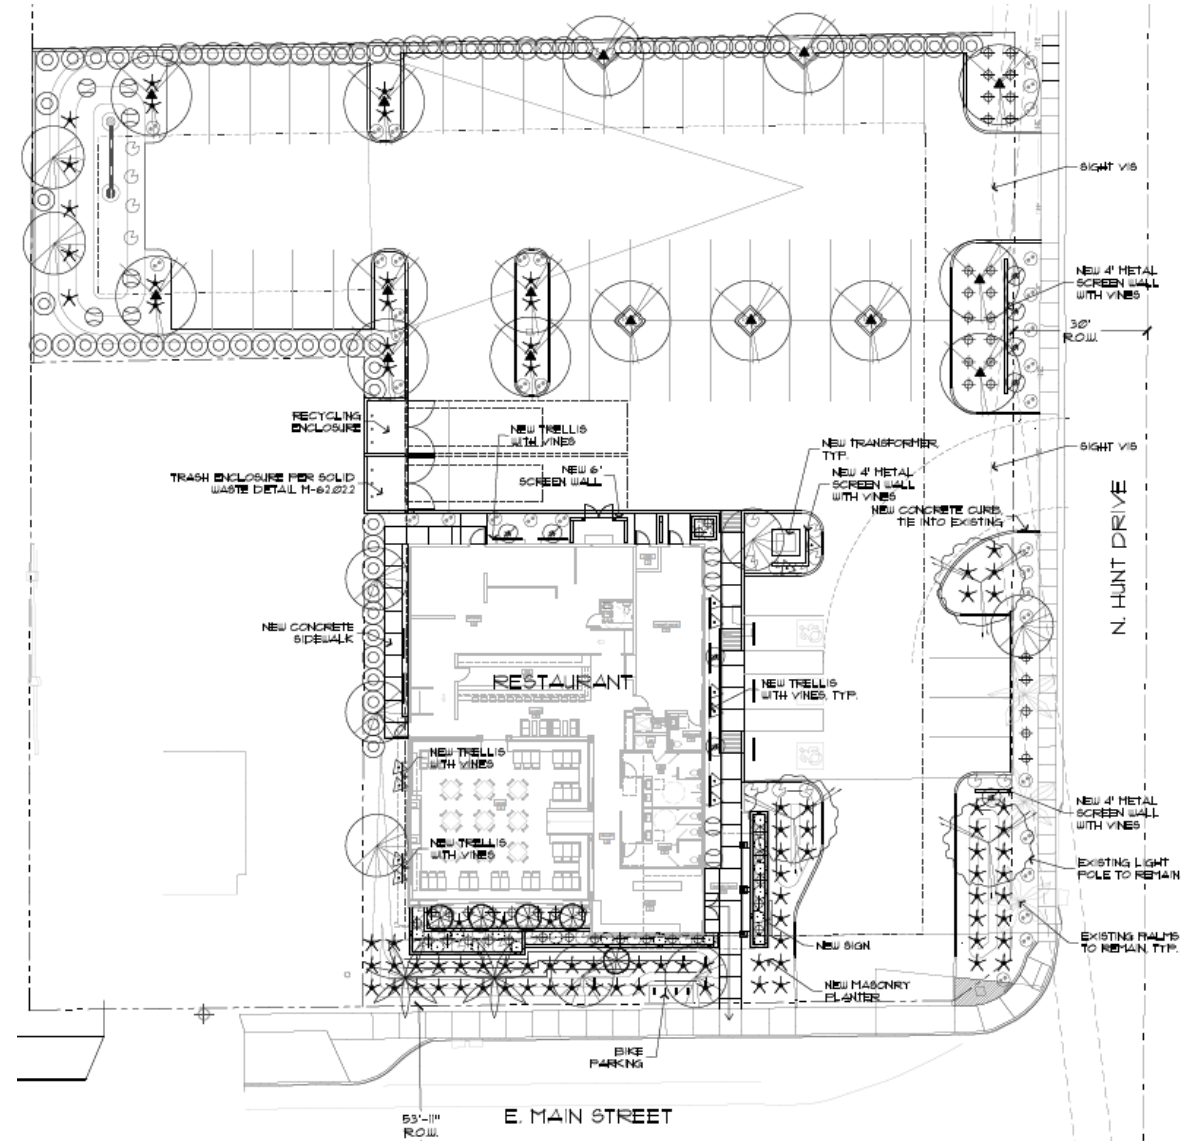 SIGHT VIS
NEW 4' METAL
SCREEN WALL
WITH VINES
30'
R.O.W.
RECYCLING
ENCLOSURE
NEW TRELLIS
WITH VINES
NEW TRANSFORMER,
TYP.
SIGHT VIS
TRASH ENCLOSURE PER SOLID
WASTE DETAIL M-62.02.2
NEW 6'
SCREEN WALL
NEW 4' METAL
SCREEN WALL
WITH VINES
NEW CONCRETE CURB,
TIE INTO EXISTING
N. HUNT DRIVE
NEW CONCRETE
SIDEWALK
RESTAURANT
NEW TRELLIS
WITH VINES, TYP.
NEW TRELLIS
WITH VINES
NEW 4' METAL
SCREEN WALL
WITH VINES
NEW TRELLIS
WITH VINES
EXISTING LIGHT
POLE TO REMAIN
EXISTING PALMS
TO REMAIN, TYP.
NEW SIGN
NEW MASONRY
PLANTER
BIKE
PARKING
53'-11"
R.O.W.
E. MAIN STREET